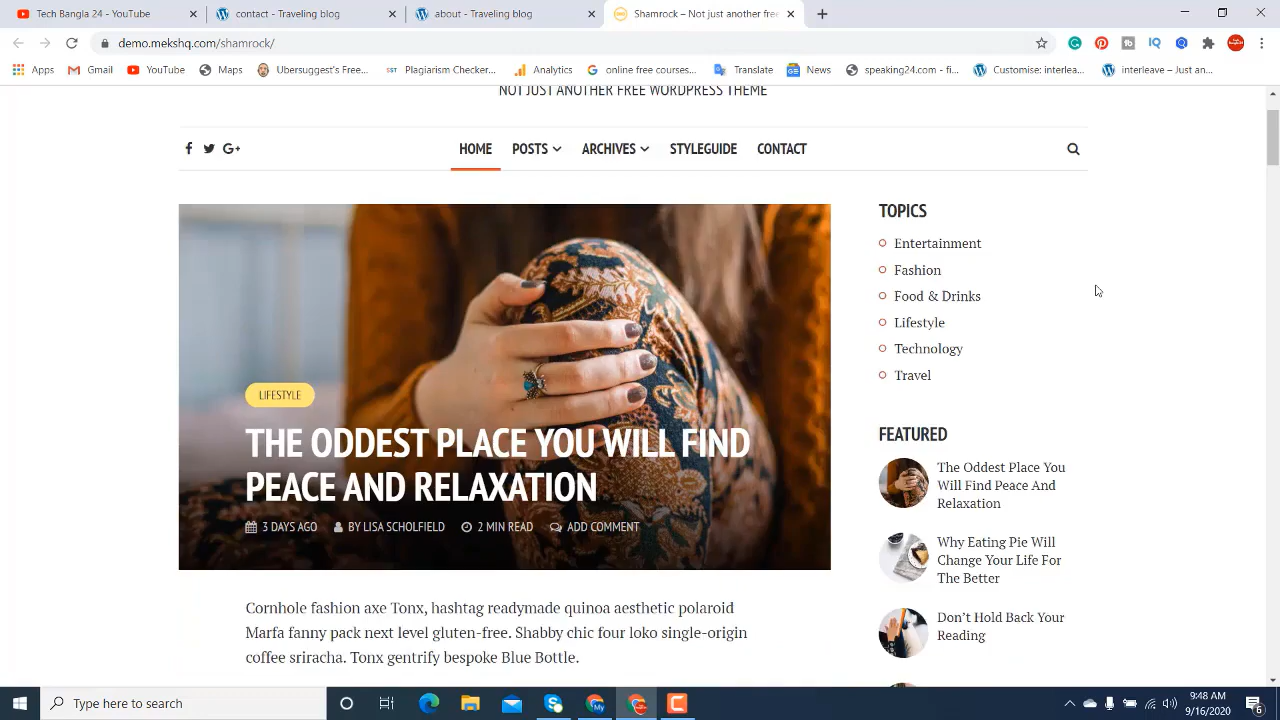 Tech Bangla 24 - YouTube
contact - Traveling blog
about - Traveling blog
Shamrock – Not just another free
demo.mekshq.com/shamrock/
Apps
Gmail
YouTube
Maps
Ubersuggest's Free...
SST
Plagiarism Checker...
Analytics
online free courses...
Translate
News
speaking24.com - fi...
Customise: interlea...
interleave – Just an...
NOT JUST ANOTHER FREE WORDPRESS THEME
HOME
POSTS
ARCHIVES
STYLEGUIDE
CONTACT
LIFESTYLE
THE ODDEST PLACE YOU WILL FIND
PEACE AND RELAXATION
3 DAYS AGO BY LISA SCHOLFIELD 2 MIN READ ADD COMMENT
Cornhole fashion axe Tonx, hashtag readymade quinoa aesthetic polaroid
Marfa fanny pack next level gluten-free. Shabby chic four loko single-origin
coffee sriracha. Tonx gentrify bespoke Blue Bottle.
TOPICS
Entertainment
Fashion
Food & Drinks
Lifestyle
Technology
Travel
FEATURED
The Oddest Place You
Will Find Peace And
Relaxation
Why Eating Pie Will
Change Your Life For
The Better
Don’t Hold Back Your
Reading
Type here to search
9:48 AM
9/16/2020
6